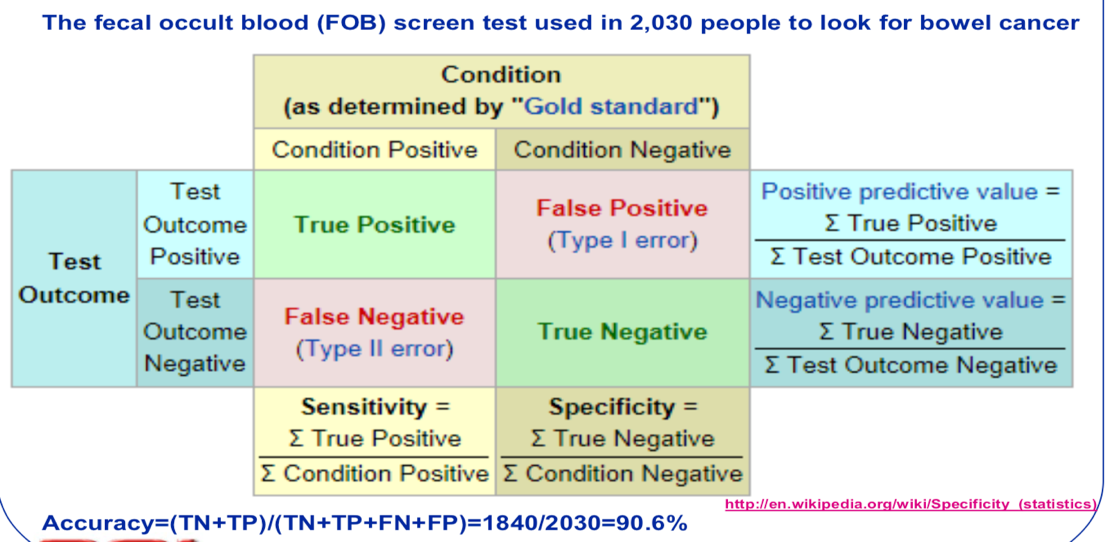 The fecal occult blood (FOB) screen test used in 2,030 people to look for bowel cancer
Condition
(as determined by "Gold standard")
Condition Positive
Condition Negative
Test
Outcome
Test
Outcome
Positive
True Positive
False Positive
(Type I error)
Positive predictive value =
Σ True Positive
Σ Test Outcome Positive
Test
Outcome
Negative
False Negative
(Type II error)
True Negative
Negative predictive value =
Σ True Negative
Σ Test Outcome Negative
Sensitivity =
Σ True Positive
Σ Condition Positive
Specificity =
Σ True Negative
Σ Condition Negative
http://en.wikipedia.org/wiki/Specificity_(statistics)
Accuracy=(TN+TP)/(TN+TP+FN+FP)=1840/2030=90.6%